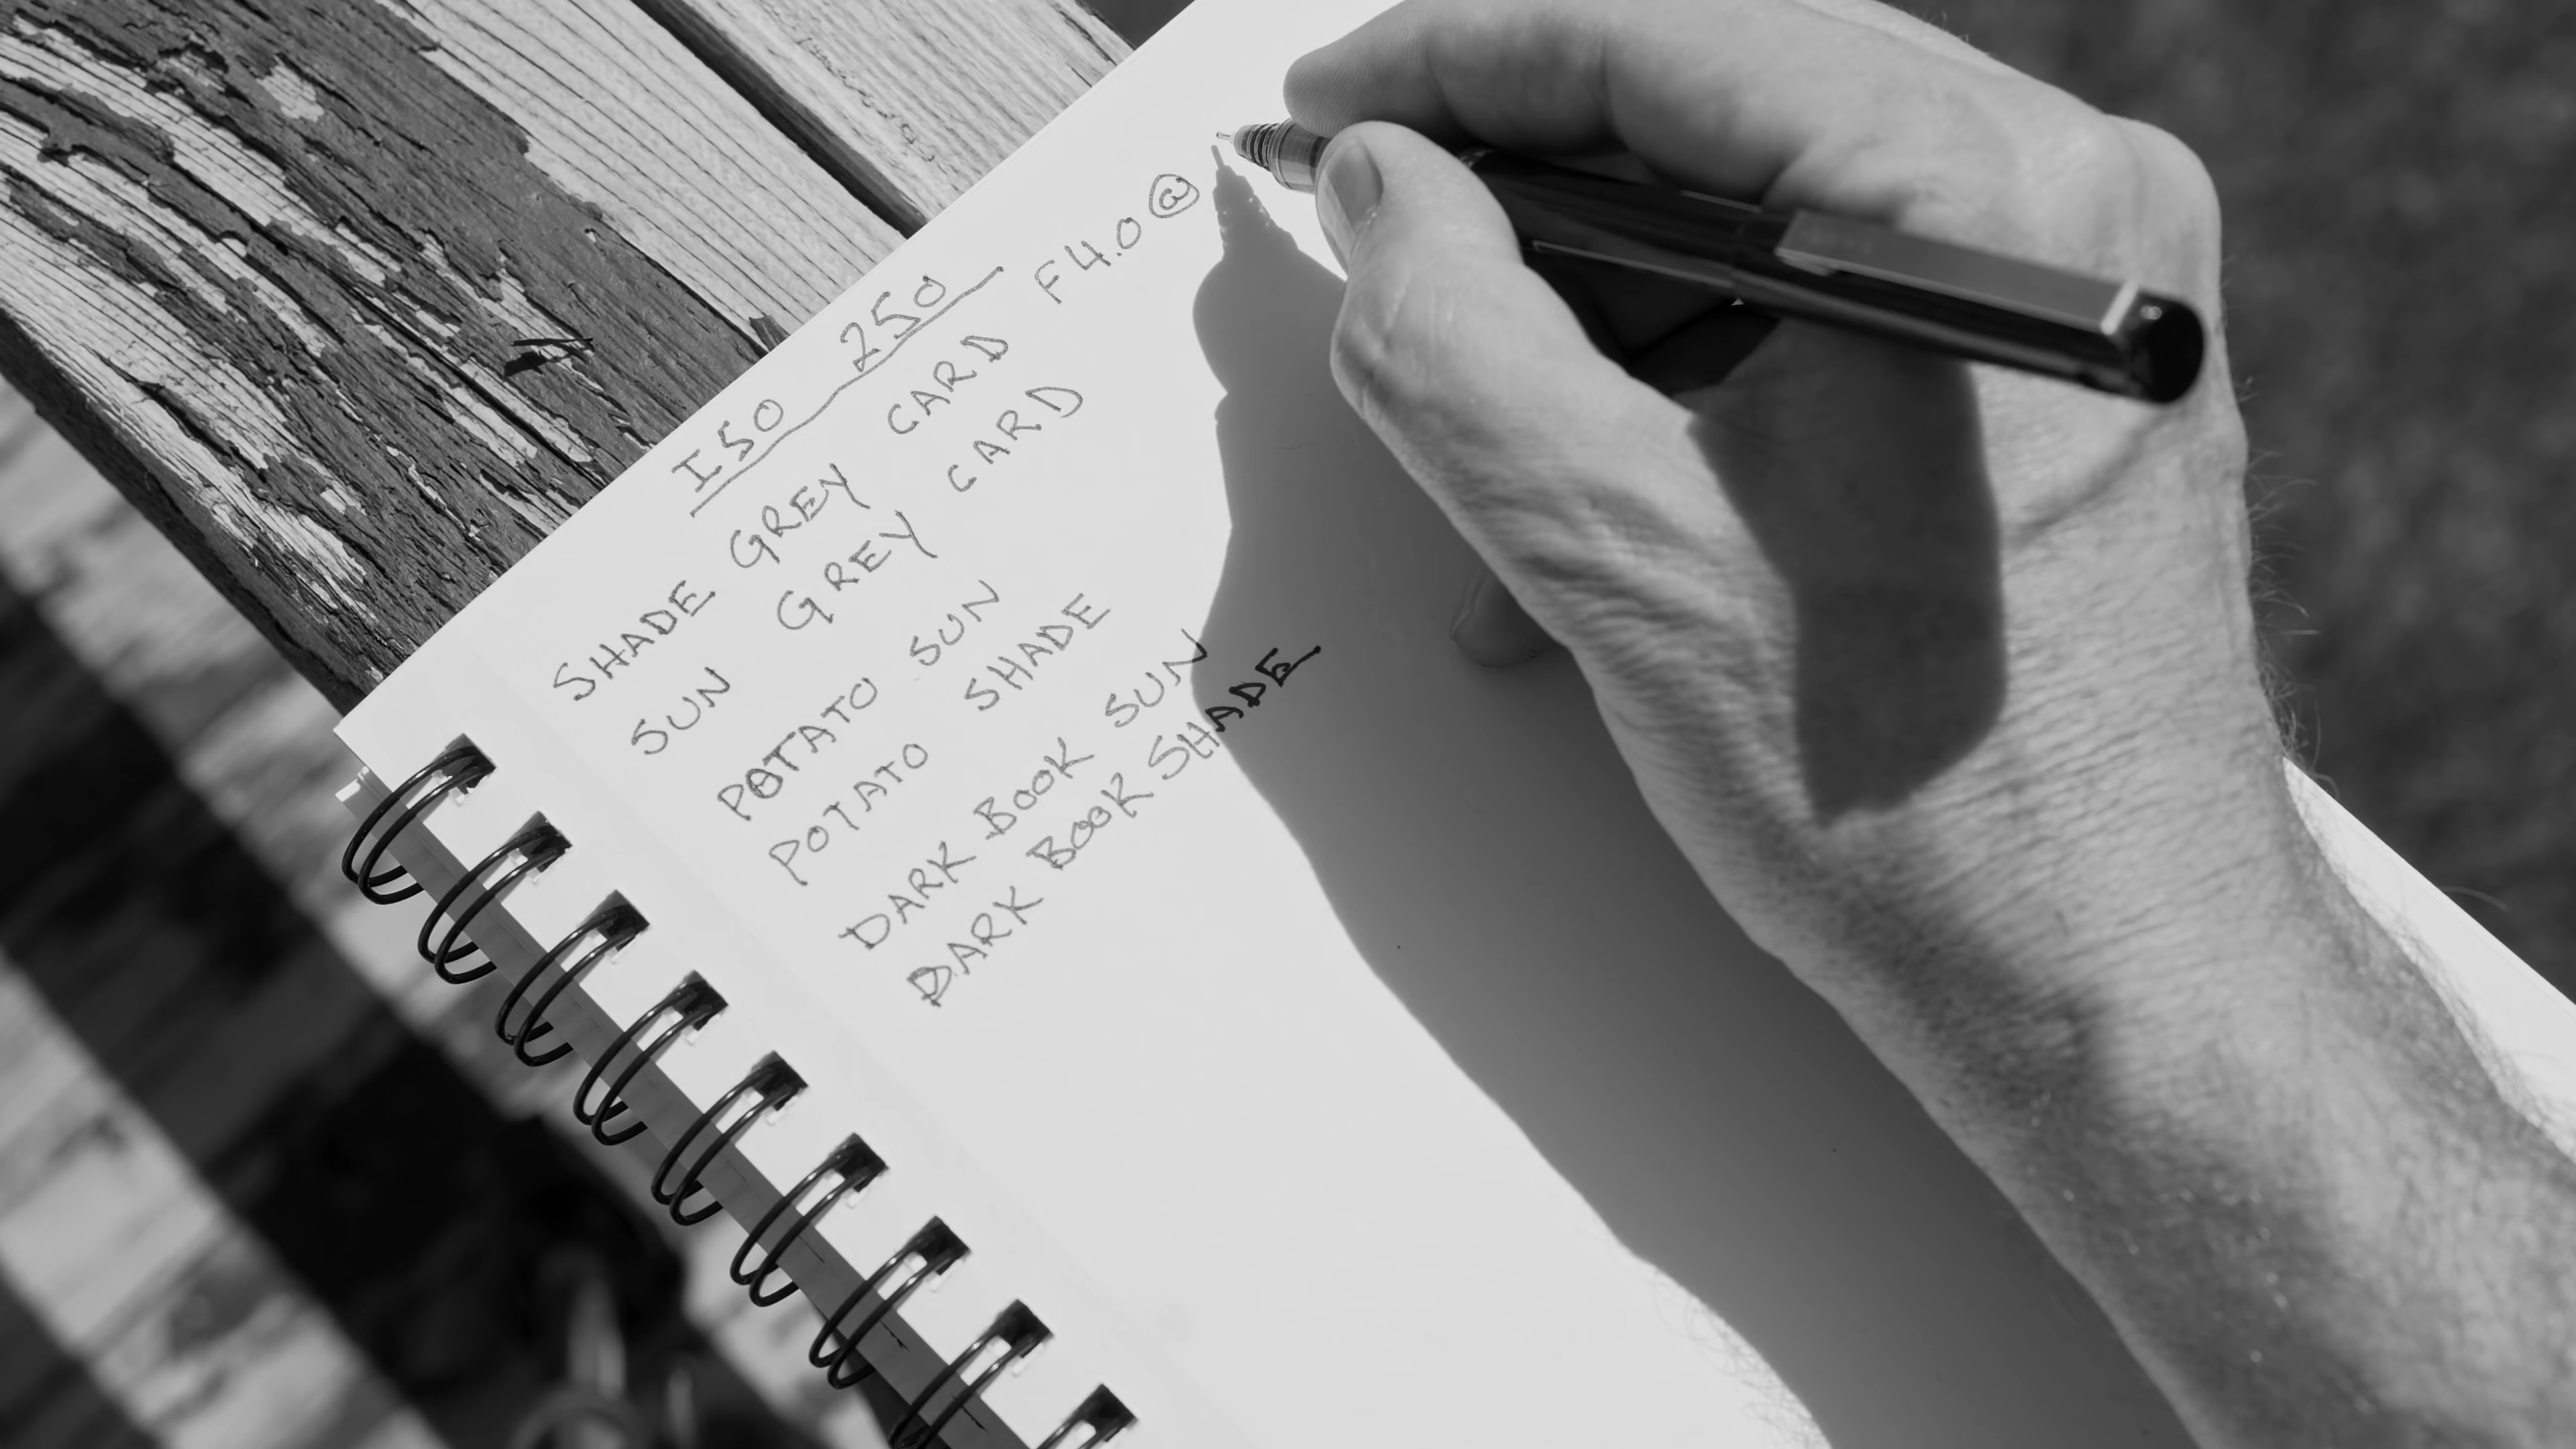 ISO 250
SHADE GREY CARD F4.0 @
SUN GREY CARD
POTATO SUN
POTATO SHADE
DARK BOOK SUN
DARK BOOK SHADE